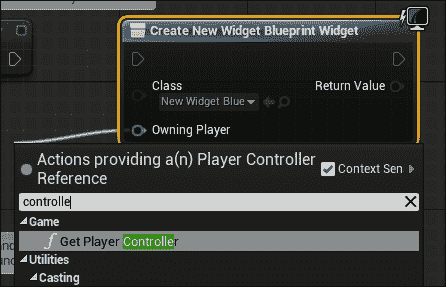 Create New Widget Blueprint Widget
Class
Return Value
New Widget Blue
Owning Player
Actions providing a(n) Player Controller
Reference
Context Sen
controlle
Game
f Get Player Controller
Utilities
Casting